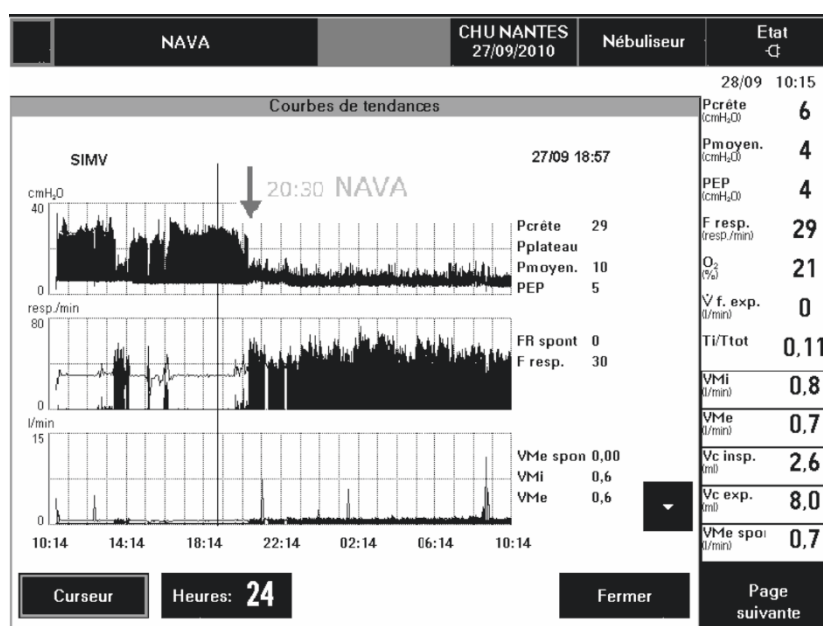 NAVA
CHU NANTES
27/09/2010
Nébuliseur
Etat
28/09 10:15
Courbes de tendances
SIMV
27/09 18:57
20:30 NAVA
cmH₂O
40
0
Pcrête 29
Pplateau
Pmoyen. 10
PEP 5
resp./min
80
0
FR spont 0
F resp. 30
l/min
15
0
VMe spon 0,00
VMi 0,6
VMe 0,6
10:14 14:14 18:14 22:14 02:14 06:14 10:14
Curseur
Heures: 24
Fermer
Pcrête 6
(cmH₂O)
Pmoyen. 4
(cmH₂O)
PEP 4
(cmH₂O)
F resp. 29
(resp./min)
O₂ 21
(%)
V̇ f. exp. 0
(l/min)
Ti/Ttot 0,11
VMi 0,8
(l/min)
VMe 0,7
(l/min)
Vc insp. 2,6
(ml)
Vc exp. 8,0
(ml)
VMe spo 0,7
(l/min)
Page
suivante